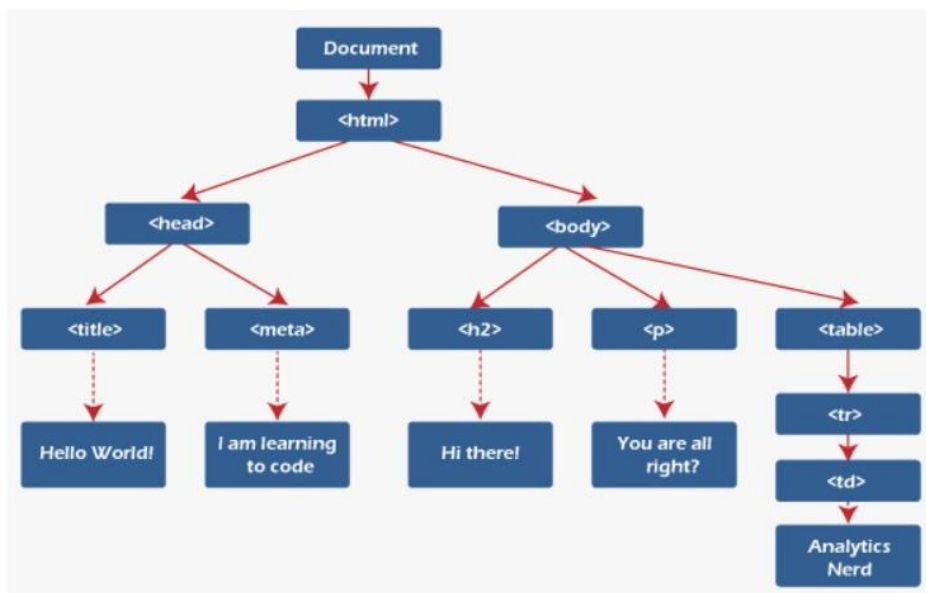 Document
<html>
<head>
<body>
<title>
<meta>
<h2>
<p>
<table>
<tr>
Hello World!
I am learning
to code
Hi there!
You are all
right?
<td>
Analytics
Nerd